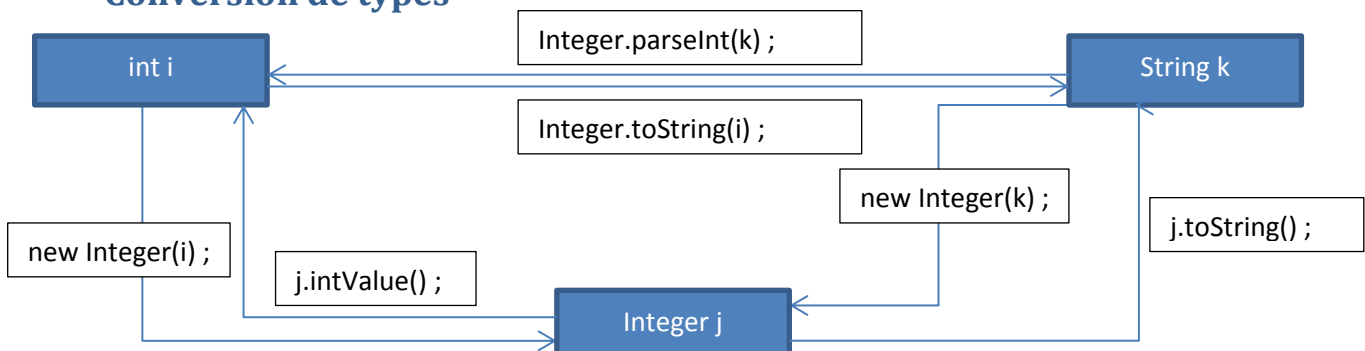 Conversion de types
Integer.parseInt(k) ;
int i
String k
Integer.toString(i) ;
new Integer(k) ;
j.toString() ;
new Integer(i) ;
j.intValue() ;
Integer j